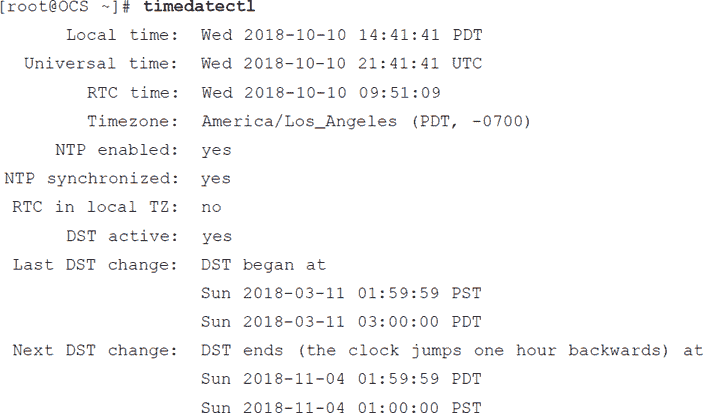 [root@OCS ~]# timedatectl
Local time: Wed 2018-10-10 14:41:41 PDT
Universal time: Wed 2018-10-10 21:41:41 UTC
RTC time: Wed 2018-10-10 09:51:09
Timezone: America/Los_Angeles (PDT, -0700)
NTP enabled: yes
NTP synchronized: yes
RTC in local TZ: no
DST active: yes
Last DST change: DST began at
Sun 2018-03-11 01:59:59 PST
Sun 2018-03-11 03:00:00 PDT
Next DST change: DST ends (the clock jumps one hour backwards) at
Sun 2018-11-04 01:59:59 PDT
Sun 2018-11-04 01:00:00 PST